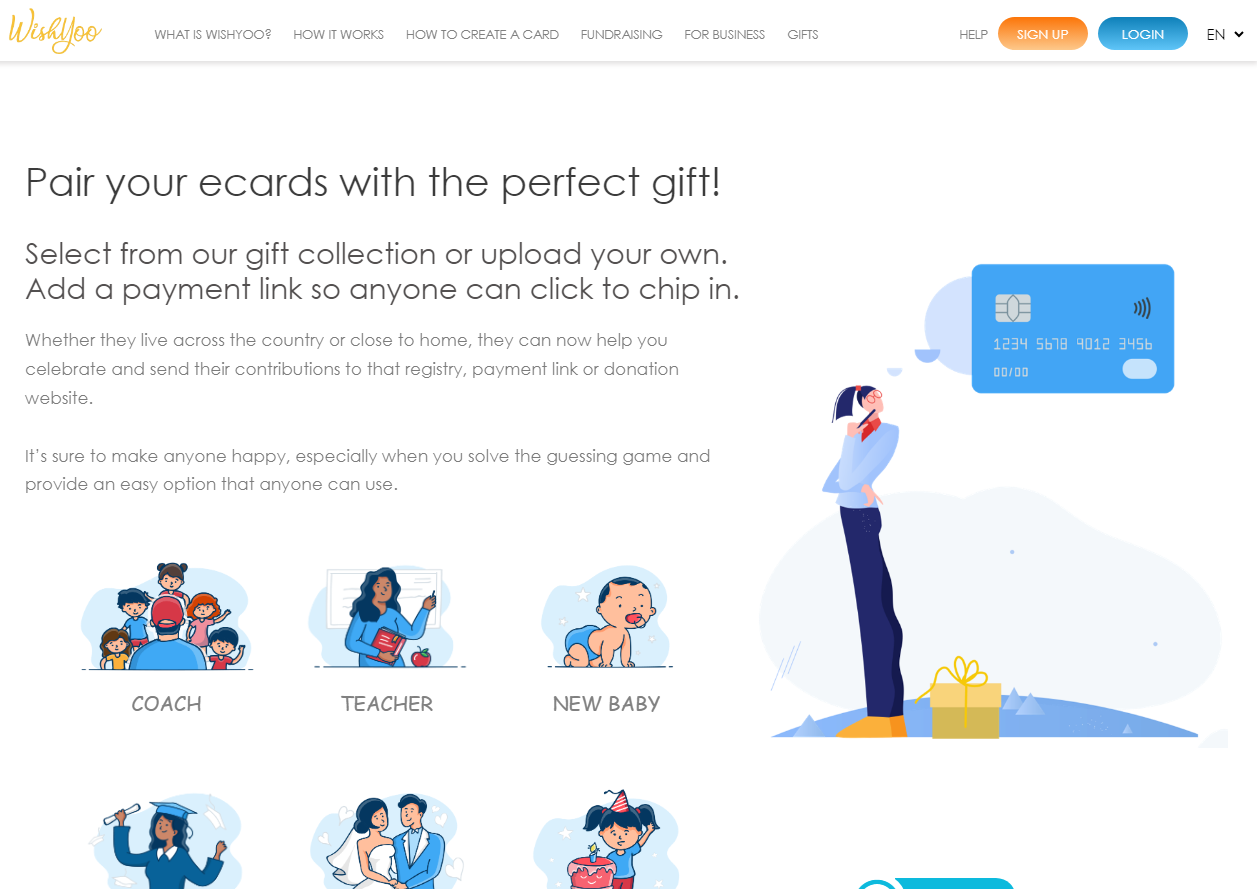 WishYoo
WHAT IS WISHYOO? HOW IT WORKS HOW TO CREATE A CARD FUNDRAISING FOR BUSINESS GIFTS HELP SIGN UP LOGIN EN
Pair your ecards with the perfect gift!
Select from our gift collection or upload your own.
Add a payment link so anyone can click to chip in.
Whether they live across the country or close to home, they can now help you
celebrate and send their contributions to that registry, payment link or donation
website.
It's sure to make anyone happy, especially when you solve the guessing game and
provide an easy option that anyone can use.
1234 5678 9012 3456
00/00
COACH TEACHER NEW BABY